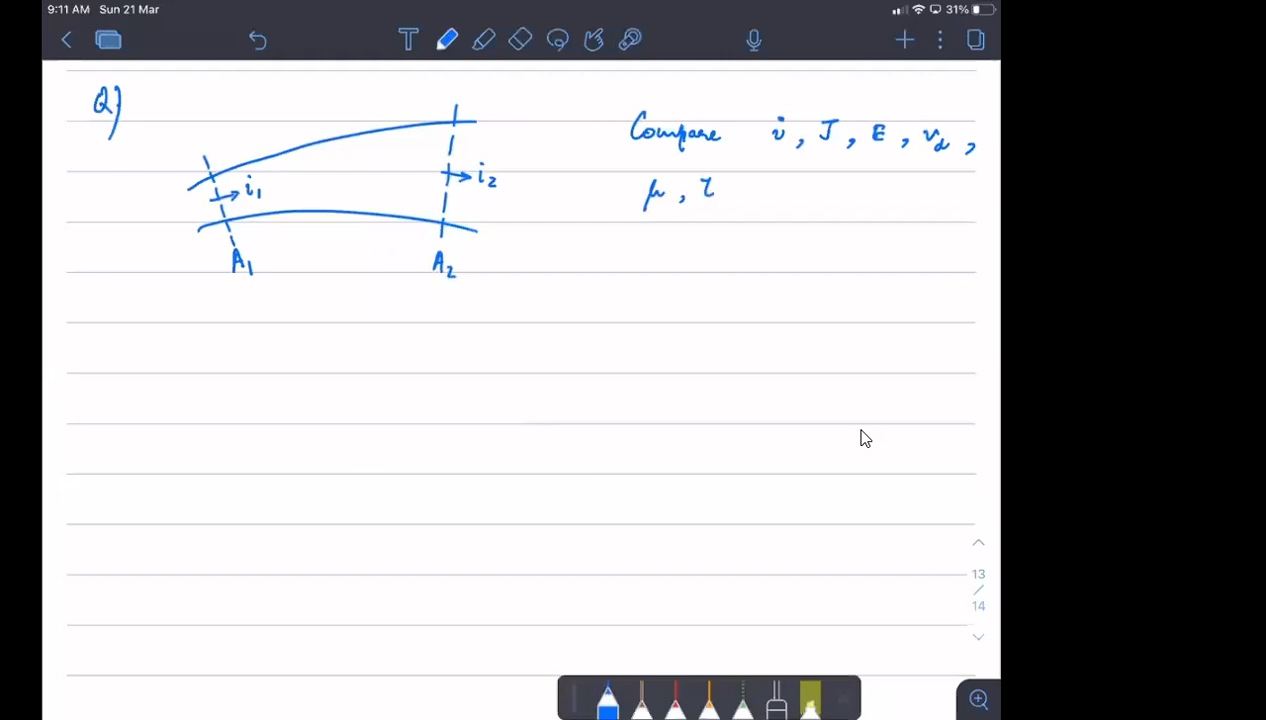 9:11 AM Sun 21 Mar
31%
T
Q)
Compare i, J, E, v_d,
μ, τ
i₁
i₂
A₁
A₂
13
/
14